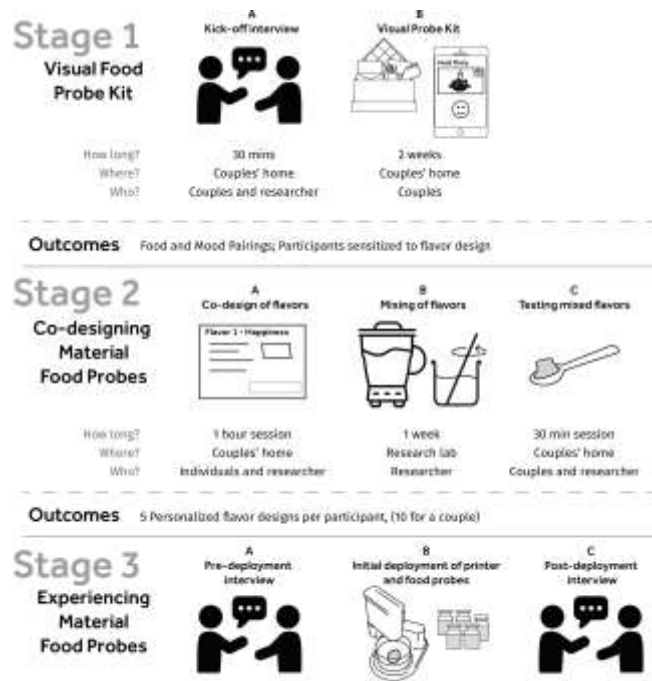 Stage 1
Visual Food
Probe Kit
A
Kick-off interview
B
Visual Probe Kit
How long?
30 mins
2 weeks
Where?
Couples' home
Couples' home
Who?
Couples and researcher
Couples
Outcomes Food and Mood Pairings; Participants sensitized to flavor design
Stage 2
Co-designing
Material
Food Probes
A
Co-design of flavors
B
Mixing of flavors
C
Testing mixed flavors
Flavor 1 - Happiness
How long?
1 hour session
1 week
30 min session
Where?
Couples' home
Research lab
Couples' home
Who?
Individuals and researcher
Researcher
Couples and researcher
Outcomes 5 Personalized flavor designs per participant, (10 for a couple)
Stage 3
Experiencing
Material
Food Probes
A
Pre-deployment
interview
B
Initial deployment of printer
and food probes
C
Post-deployment
interview